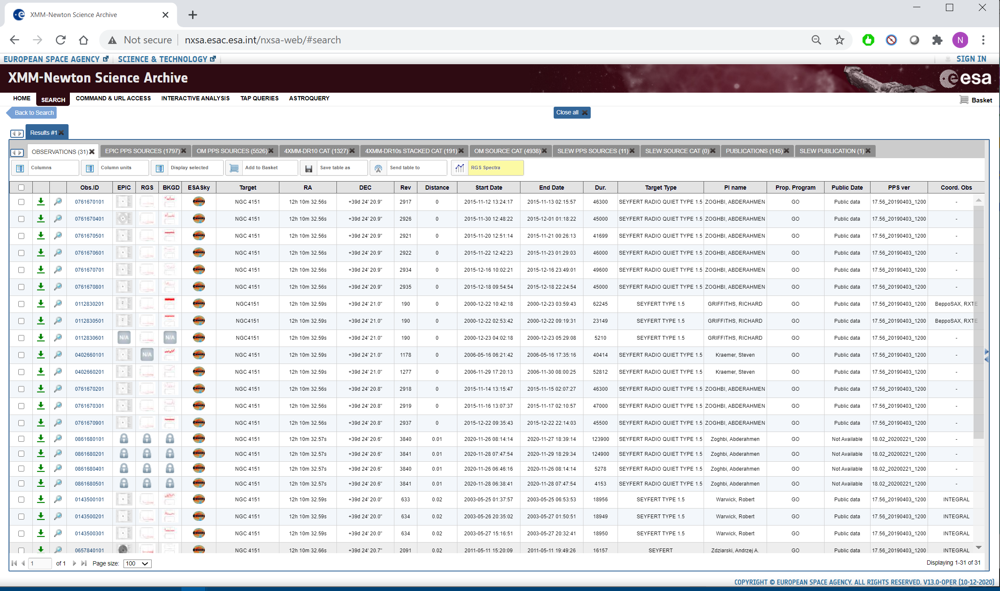 XMM-Newton Science Archive
Not secure nxsa.esac.esa.int/nxsa-web/#search N
EUROPEAN SPACE AGENCY SCIENCE & TECHNOLOGY SIGN IN
XMM-Newton Science Archive esa
HOME SEARCH COMMAND & URL ACCESS INTERACTIVE ANALYSIS TAP QUERIES ASTROQUERY Basket
Back to Search Close all
Results #1
OBSERVATIONS (31) EPIC PPS SOURCES (1797) OM PPS SOURCES (5526) 4XMM-DR10 CAT (1327) 4XMM-DR10s STACKED CAT (191) OM SOURCE CAT (4938) SLEW PPS SOURCES (11) SLEW SOURCE CAT (0) PUBLICATIONS (145) SLEW PUBLICATION (1)
Columns Column units Display selected Add to Basket Save table as Send table to RGS Spectra
Obs.ID EPIC RGS BKGD ESASky Target RA DEC Rev Distance Start Date End Date Dur. Target Type PI name Prop. Program Public Date PPS ver Coord. Obs
0761670101 NGC 4151 12h 10m 32.56s +39d 24' 20.9" 2917 0 2015-11-12 13:24:17 2015-11-13 02:15:57 46300 SEYFERT RADIO QUIET TYPE 1.5 ZOGHBI, ABDERAHMEN GO Public data 17.56_20190403_1200 -
0761670401 NGC 4151 12h 10m 32.56s +39d 24' 20.9" 2926 0 2015-11-30 12:48:22 2015-12-01 01:18:22 45000 SEYFERT RADIO QUIET TYPE 1.5 ZOGHBI, ABDERAHMEN GO Public data 17.56_20190403_1200 -
0761670501 NGC 4151 12h 10m 32.56s +39d 24' 20.9" 2921 0 2015-11-20 12:51:14 2015-11-21 00:26:13 41699 SEYFERT RADIO QUIET TYPE 1.5 ZOGHBI, ABDERAHMEN GO Public data 17.56_20190403_1200 -
0761670601 NGC 4151 12h 10m 32.56s +39d 24' 20.9" 2922 0 2015-11-22 12:42:23 2015-11-23 01:29:03 46000 SEYFERT RADIO QUIET TYPE 1.5 ZOGHBI, ABDERAHMEN GO Public data 17.56_20190403_1200 -
0761670701 NGC 4151 12h 10m 32.56s +39d 24' 20.9" 2934 0 2015-12-16 10:02:21 2015-12-16 23:49:01 49600 SEYFERT RADIO QUIET TYPE 1.5 ZOGHBI, ABDERAHMEN GO Public data 17.56_20190403_1200 -
0761670801 NGC 4151 12h 10m 32.56s +39d 24' 20.9" 2935 0 2015-12-18 09:54:54 2015-12-18 22:24:54 45000 SEYFERT RADIO QUIET TYPE 1.5 ZOGHBI, ABDERAHMEN GO Public data 17.56_20190403_1200 -
0112830201 NGC4151 12h 10m 32.59s +39d 24' 21.0" 190 0 2000-12-22 10:42:18 2000-12-23 03:59:43 62245 SEYFERT TYPE 1.5 GRIFFITHS, RICHARD GO Public data 17.56_20190403_1200 BeppoSAX, RXTE
0112830501 NGC4151 12h 10m 32.59s +39d 24' 21.0" 190 0 2000-12-22 02:53:42 2000-12-22 09:19:31 23149 SEYFERT TYPE 1.5 GRIFFITHS, RICHARD GO Public data 17.56_20190403_1200 BeppoSAX, RXTE
0112830601 N/A N/A NGC4151 12h 10m 32.59s +39d 24' 21.0" 190 0 2000-12-23 04:02:18 2000-12-23 05:29:08 5210 SEYFERT TYPE 1.5 GRIFFITHS, RICHARD GO Public data 17.56_20190403_1200 -
0402660101 N/A NGC 4151 12h 10m 32.59s +39d 24' 21.0" 1178 0 2006-05-16 06:21:42 2006-05-16 17:35:16 40414 SEYFERT RADIO QUIET TYPE 1.5 Kraemer, Steven GO Public data 17.56_20190403_1200 -
0402660201 NGC 4151 12h 10m 32.59s +39d 24' 21.0" 1277 0 2006-11-29 17:20:13 2006-11-30 08:00:25 52812 SEYFERT RADIO QUIET TYPE 1.5 Kraemer, Steven GO Public data 17.56_20190403_1200 -
0761670201 NGC 4151 12h 10m 32.56s +39d 24' 20.8" 2918 0 2015-11-14 13:15:47 2015-11-15 02:07:27 46300 SEYFERT RADIO QUIET TYPE 1.5 ZOGHBI, ABDERAHMEN GO Public data 17.56_20190403_1200 -
0761670301 NGC 4151 12h 10m 32.56s +39d 24' 20.8" 2919 0 2015-11-16 13:07:37 2015-11-17 02:10:57 47000 SEYFERT RADIO QUIET TYPE 1.5 ZOGHBI, ABDERAHMEN GO Public data 17.56_20190403_1200 -
0761670901 NGC 4151 12h 10m 32.56s +39d 24' 20.8" 2937 0 2015-12-22 09:35:43 2015-12-22 22:14:03 45500 SEYFERT RADIO QUIET TYPE 1.5 ZOGHBI, ABDERAHMEN GO Public data 17.56_20190403_1200 -
0861680101 NGC 4151 12h 10m 32.57s +39d 24' 20.6" 3840 0.01 2020-11-26 08:14:14 2020-11-27 18:39:14 123900 SEYFERT RADIO QUIET TYPE 1.5 Zoghbi, Abderahmen GO Not Available 18.02_20200221_1200 -
0861680201 NGC 4151 12h 10m 32.57s +39d 24' 20.6" 3841 0.01 2020-11-28 07:47:54 2020-11-29 18:29:34 124900 SEYFERT RADIO QUIET TYPE 1.5 Zoghbi, Abderahmen GO Not Available 18.02_20200221_1200 -
0861680401 NGC 4151 12h 10m 32.57s +39d 24' 20.6" 3840 0.01 2020-11-26 06:46:16 2020-11-26 08:14:14 5278 SEYFERT RADIO QUIET TYPE 1.5 Zoghbi, Abderahmen GO Not Available 18.02_20200221_1200 -
0861680501 NGC 4151 12h 10m 32.57s +39d 24' 20.6" 3841 0.01 2020-11-28 06:38:41 2020-11-28 07:47:54 4153 SEYFERT RADIO QUIET TYPE 1.5 Zoghbi, Abderahmen GO Not Available 18.02_20200221_1200 -
0143500101 NGC 4151 12h 10m 32.59s +39d 24' 20.0" 633 0.02 2003-05-25 01:37:57 2003-05-25 06:53:53 18956 SEYFERT TYPE 1.5 Warwick, Robert GO Public data 17.56_20190403_1200 INTEGRAL
0143500201 NGC 4151 12h 10m 32.59s +39d 24' 20.0" 634 0.02 2003-05-26 20:35:02 2003-05-27 01:50:51 18949 SEYFERT TYPE 1.5 Warwick, Robert GO Public data 17.56_20190403_1200 INTEGRAL
0143500301 NGC 4151 12h 10m 32.59s +39d 24' 20.0" 634 0.02 2003-05-27 15:16:51 2003-05-27 20:32:41 18950 SEYFERT TYPE 1.5 Warwick, Robert GO Public data 17.56_20190403_1200 INTEGRAL
0657840101 NGC 4151 12h 10m 32.66s +39d 24' 20.7" 2091 0.02 2011-05-11 15:20:09 2011-05-11 19:49:26 16157 SEYFERT Zdziarski, Andrzej A. GO Public data 17.56_20190403_1200 INTEGRAL
1 of 1 Page size: 100 Displaying 1-31 of 31
COPYRIGHT © EUROPEAN SPACE AGENCY. ALL RIGHTS RESERVED. V13.0-OPER (10-12-2020)